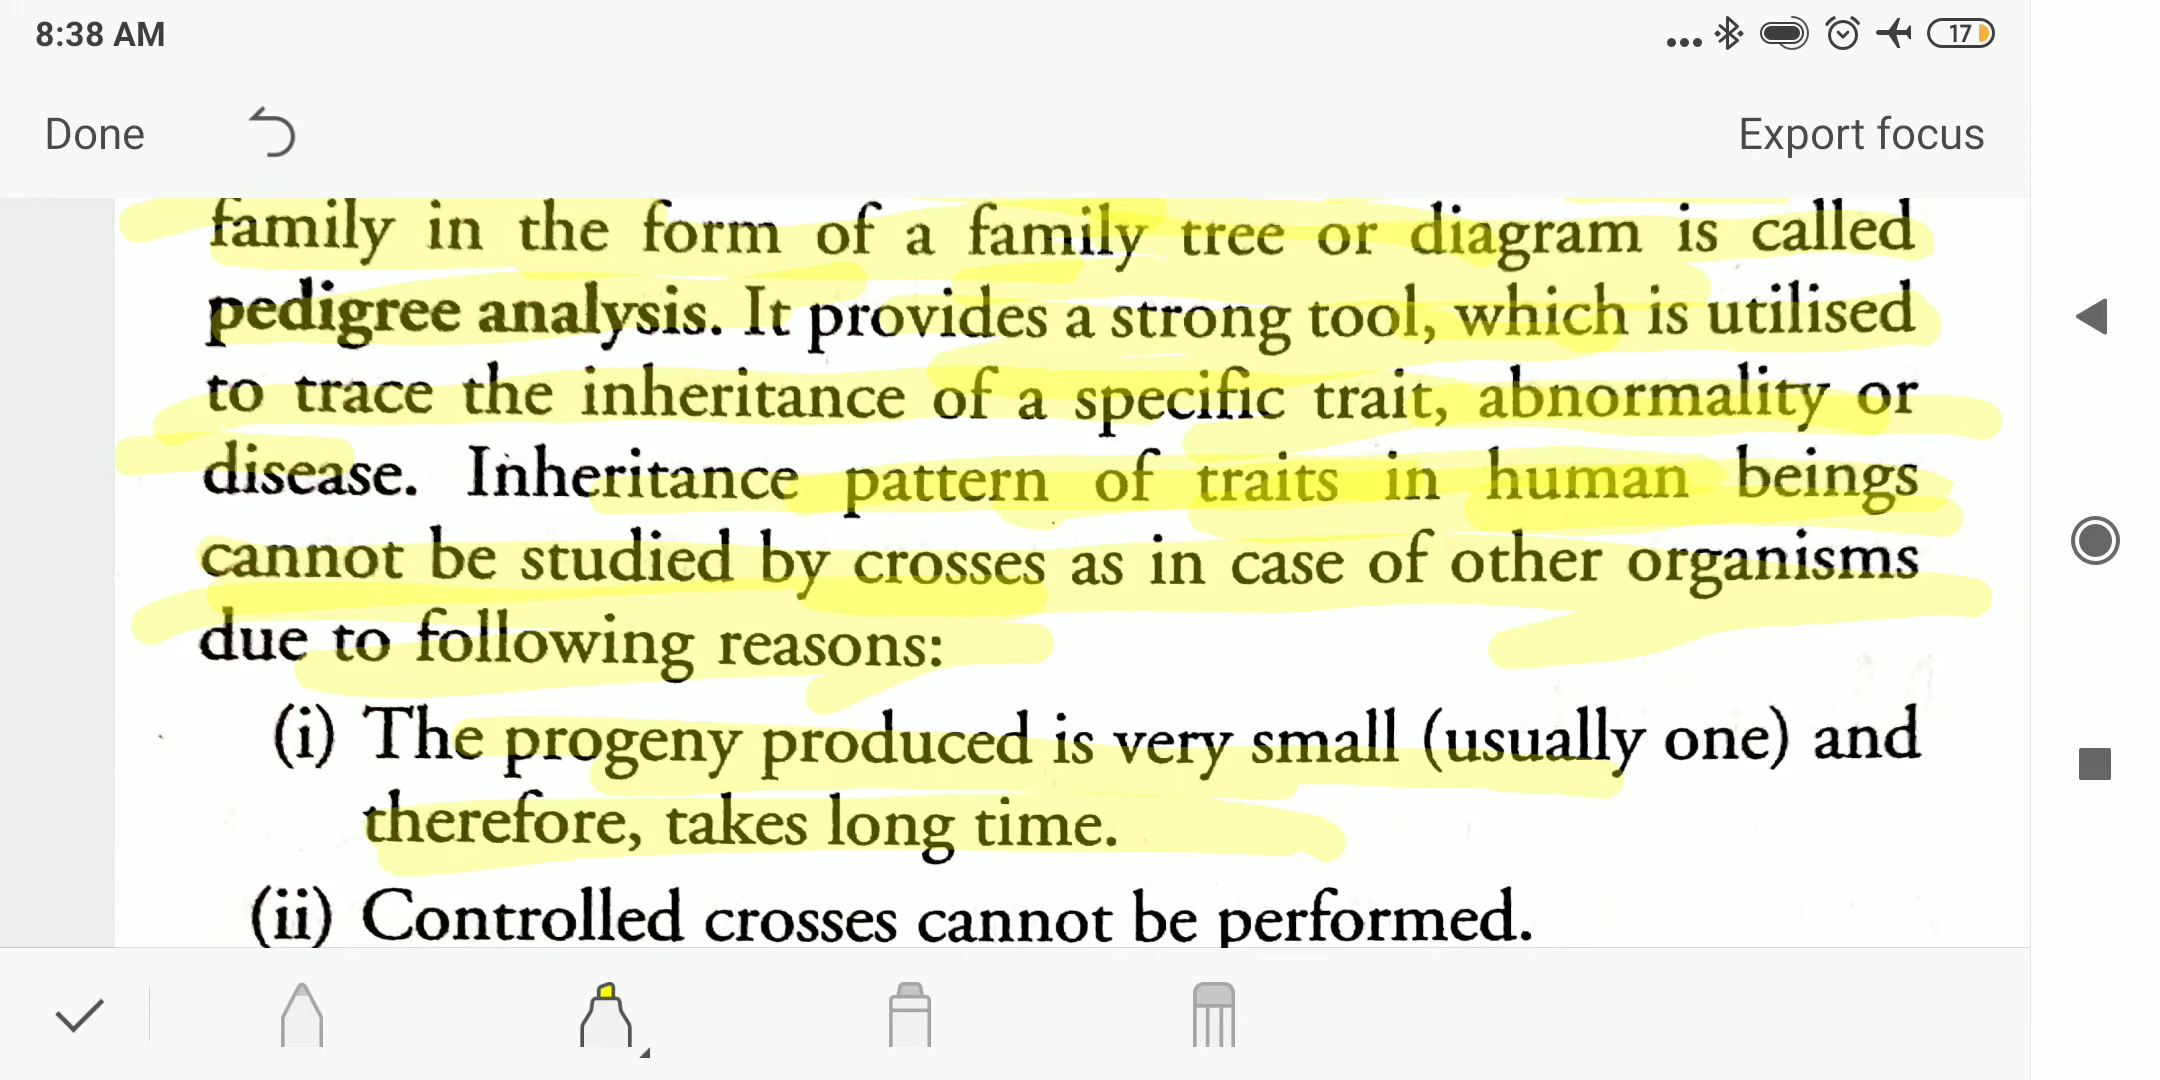 8:38 AM
17
Done
Export focus
family in the form of a family tree or diagram is called
pedigree analysis. It provides a strong tool, which is utilised
to trace the inheritance of a specific trait, abnormality or
disease. Inheritance pattern of traits in human beings
cannot be studied by crosses as in case of other organisms
due to following reasons:
(i) The progeny produced is very small (usually one) and
therefore, takes long time.
(ii) Controlled crosses cannot be performed.